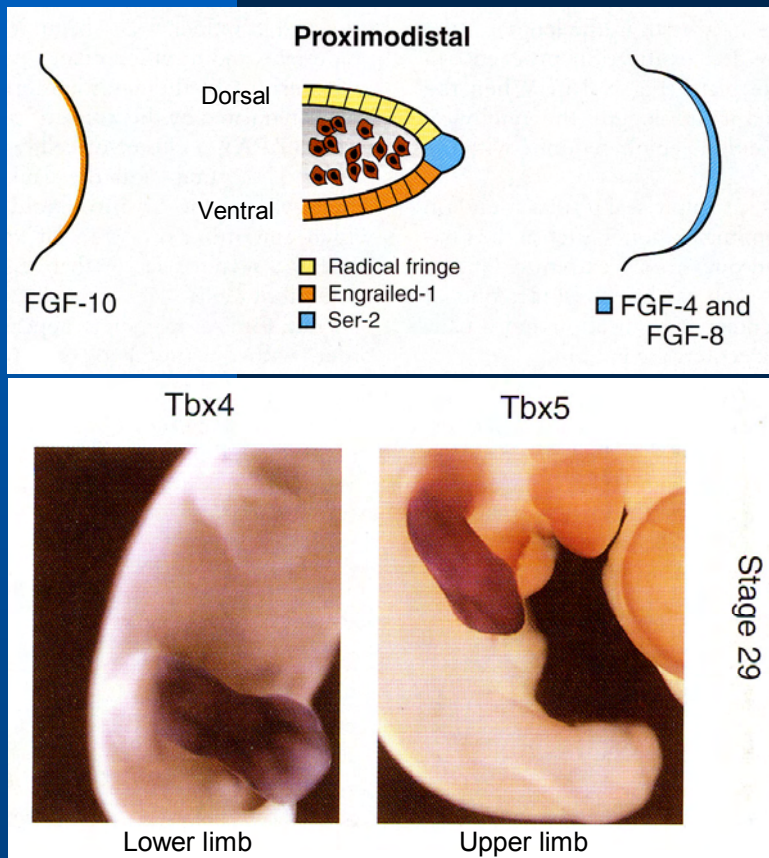 Proximodistal
Dorsal
Ventral
Radical fringe
Engrailed-1
Ser-2
FGF-10
FGF-4 and
FGF-8
Tbx4
Tbx5
Stage 29
Lower limb
Upper limb